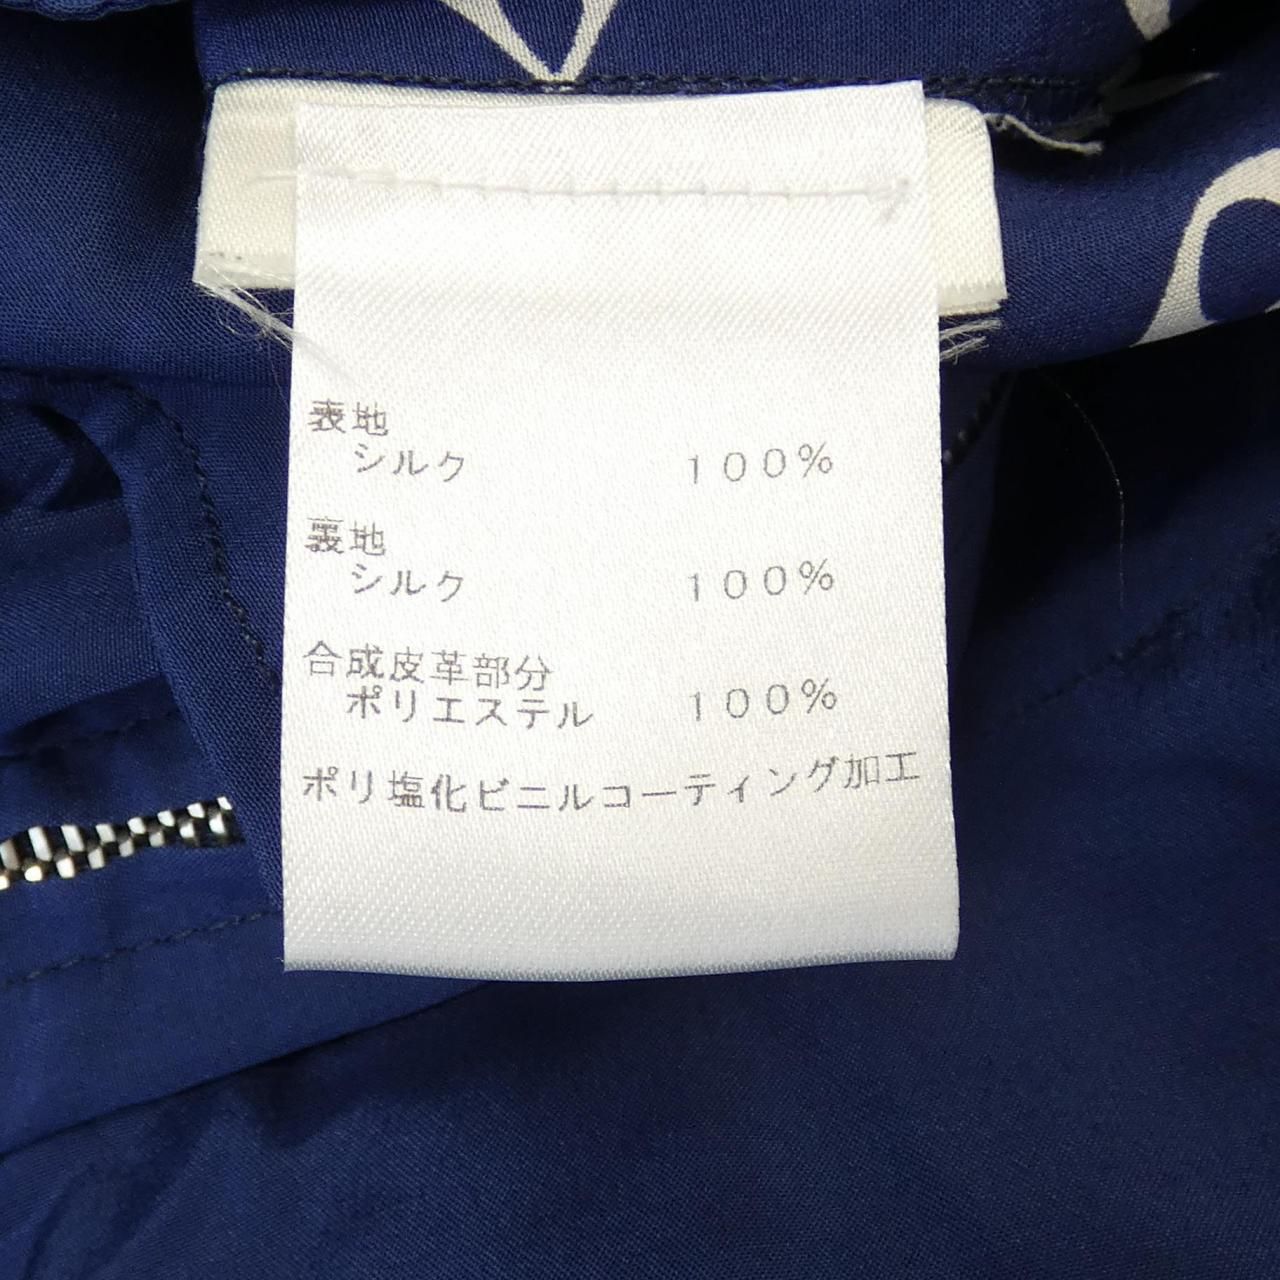 表地
シルク 100%
裏地
シルク 100%
合成皮革部分
ポリエステル 100%
ポリ塩化ビニルコーティング加工